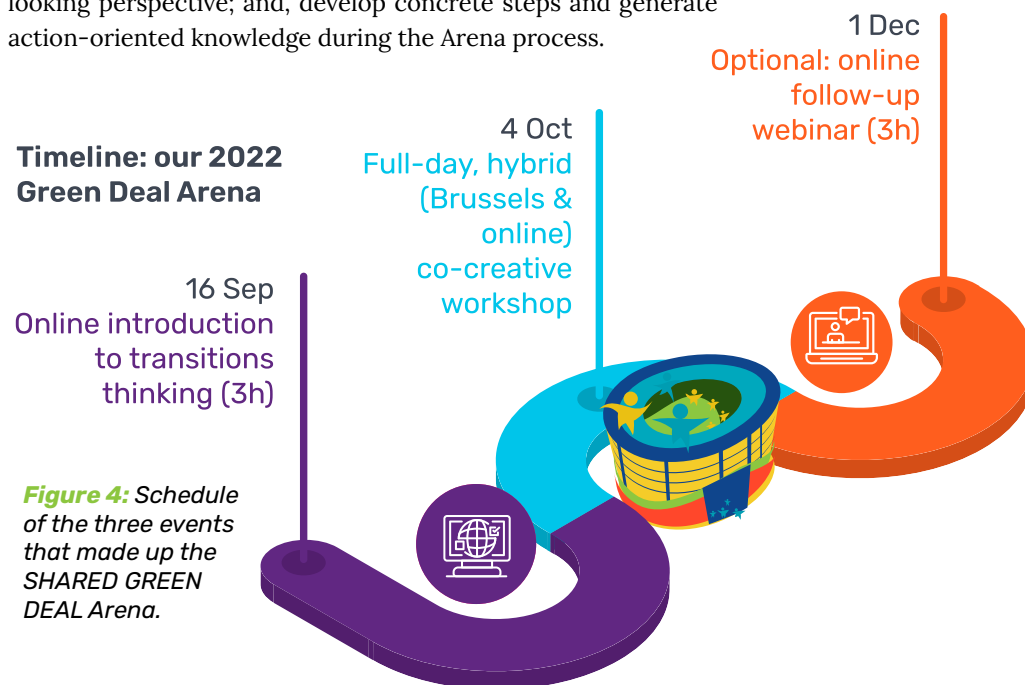 looking perspective; and, develop concrete steps and generate
action-oriented knowledge during the Arena process.
Timeline: our 2022
Green Deal Arena
16 Sep
Online introduction
to transitions
thinking (3h)
4 Oct
Full-day, hybrid
(Brussels &
online)
co-creative
workshop
1 Dec
Optional: online
follow-up
webinar (3h)
Figure 4: Schedule
of the three events
that made up the
SHARED GREEN
DEAL Arena.